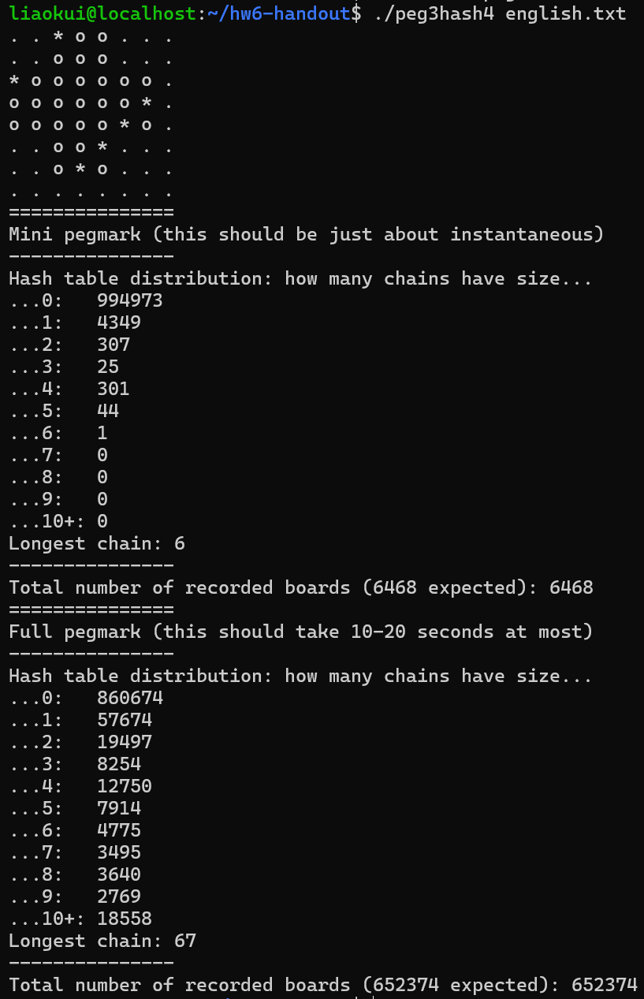 liaokui@localhost:~/hw6-handout$ ./peg3hash4 english.txt
. . * o o . . .
. . o o o . . .
* o o o o o o .
o o o o o o * .
o o o o o * o .
. . o o * . . .
. . o * o . . .
. . . . . . . .
===============
Mini pegmark (this should be just about instantaneous)
---------------
Hash table distribution: how many chains have size...
...0:   994973
...1:   4349
...2:   307
...3:   25
...4:   301
...5:   44
...6:   1
...7:   0
...8:   0
...9:   0
...10+: 0
Longest chain: 6
---------------
Total number of recorded boards (6468 expected): 6468
===============
Full pegmark (this should take 10-20 seconds at most)
---------------
Hash table distribution: how many chains have size...
...0:   860674
...1:   57674
...2:   19497
...3:   8254
...4:   12750
...5:   7914
...6:   4775
...7:   3495
...8:   3640
...9:   2769
...10+: 18558
Longest chain: 67
---------------
Total number of recorded boards (652374 expected): 652374